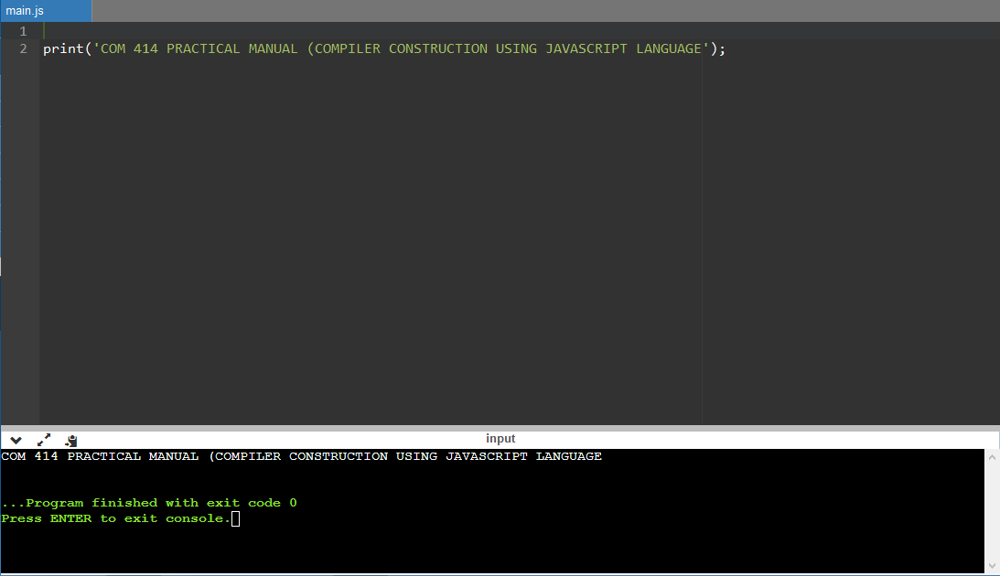 main.js
1
2 print('COM 414 PRACTICAL MANUAL (COMPILER CONSTRUCTION USING JAVASCRIPT LANGUAGE');
input
COM 414 PRACTICAL MANUAL (COMPILER CONSTRUCTION USING JAVASCRIPT LANGUAGE
...Program finished with exit code 0
Press ENTER to exit console.